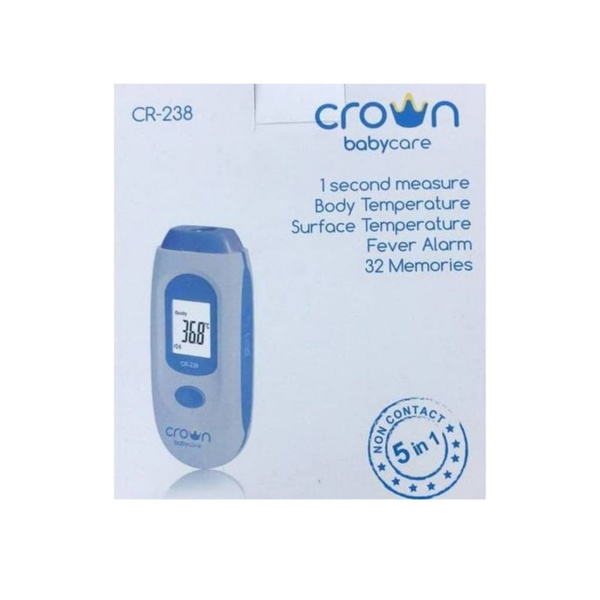 CR-238
crown
babycare
1 second measure
Body Temperature
Surface Temperature
Fever Alarm
32 Memories
Body
36.8°C
CR-238
crown
babycare
NON CONTACT
5 in 1